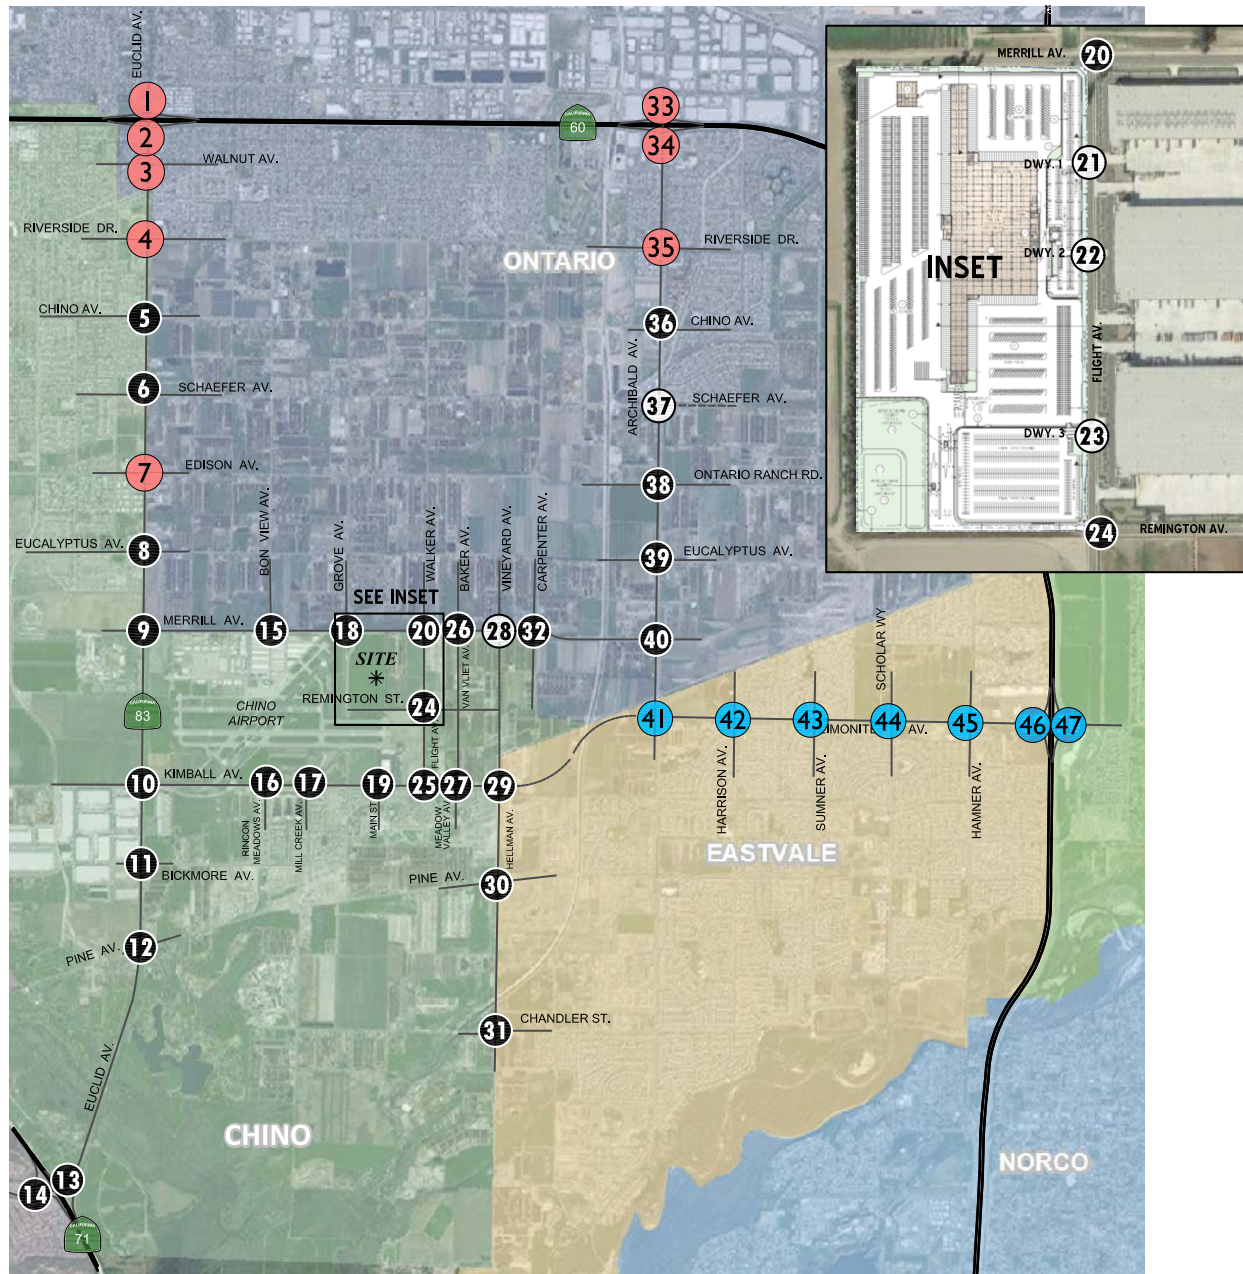 EUCLID AV.
1
2
3
WALNUT AV.
RIVERSIDE DR.
4
CHINO AV.
5
6
SCHAEFER AV.
7
EDISON AV.
EUCALYPTUS AV.
8
9
MERRILL AV.
BON VIEW AV.
15
GROVE AV.
18
WALKER AV.
20
BAKER AV.
26
VINEYARD AV.
28
CARPENTER AV.
32
SEE INSET
SITE
REMINGTON ST.
24
VAN VLIET AV.
FLIGHT AV.
CHINO
AIRPORT
CALIFORNIA
83
10
KIMBALL AV.
16
17
19
25
27
29
RINCON
MEADOWS AV.
MILL CREEK AV.
MAIN ST.
MEADOW
VALLEY AV.
HELLMAN AV.
11
BICKMORE AV.
PINE AV.
12
PINE AV.
30
31
CHANDLER ST.
EUCLID AV.
13
14
CALIFORNIA
71
CHINO
CALIFORNIA
60
33
34
35
RIVERSIDE DR.
ONTARIO
36
CHINO AV.
ARCHIBALD AV.
37
SCHAEFER AV.
38
ONTARIO RANCH RD.
39
EUCALYPTUS AV.
40
41
42
43
44
45
46
47
LIMONITE AV.
HARRISON AV.
SUMNER AV.
SCHOLAR WY
HAMNER AV.
EASTVALE
NORCO
MERRILL AV.
20
DWY. 1
21
DWY. 2
22
INSET
FLIGHT AV.
DWY. 3
23
24
REMINGTON AV.